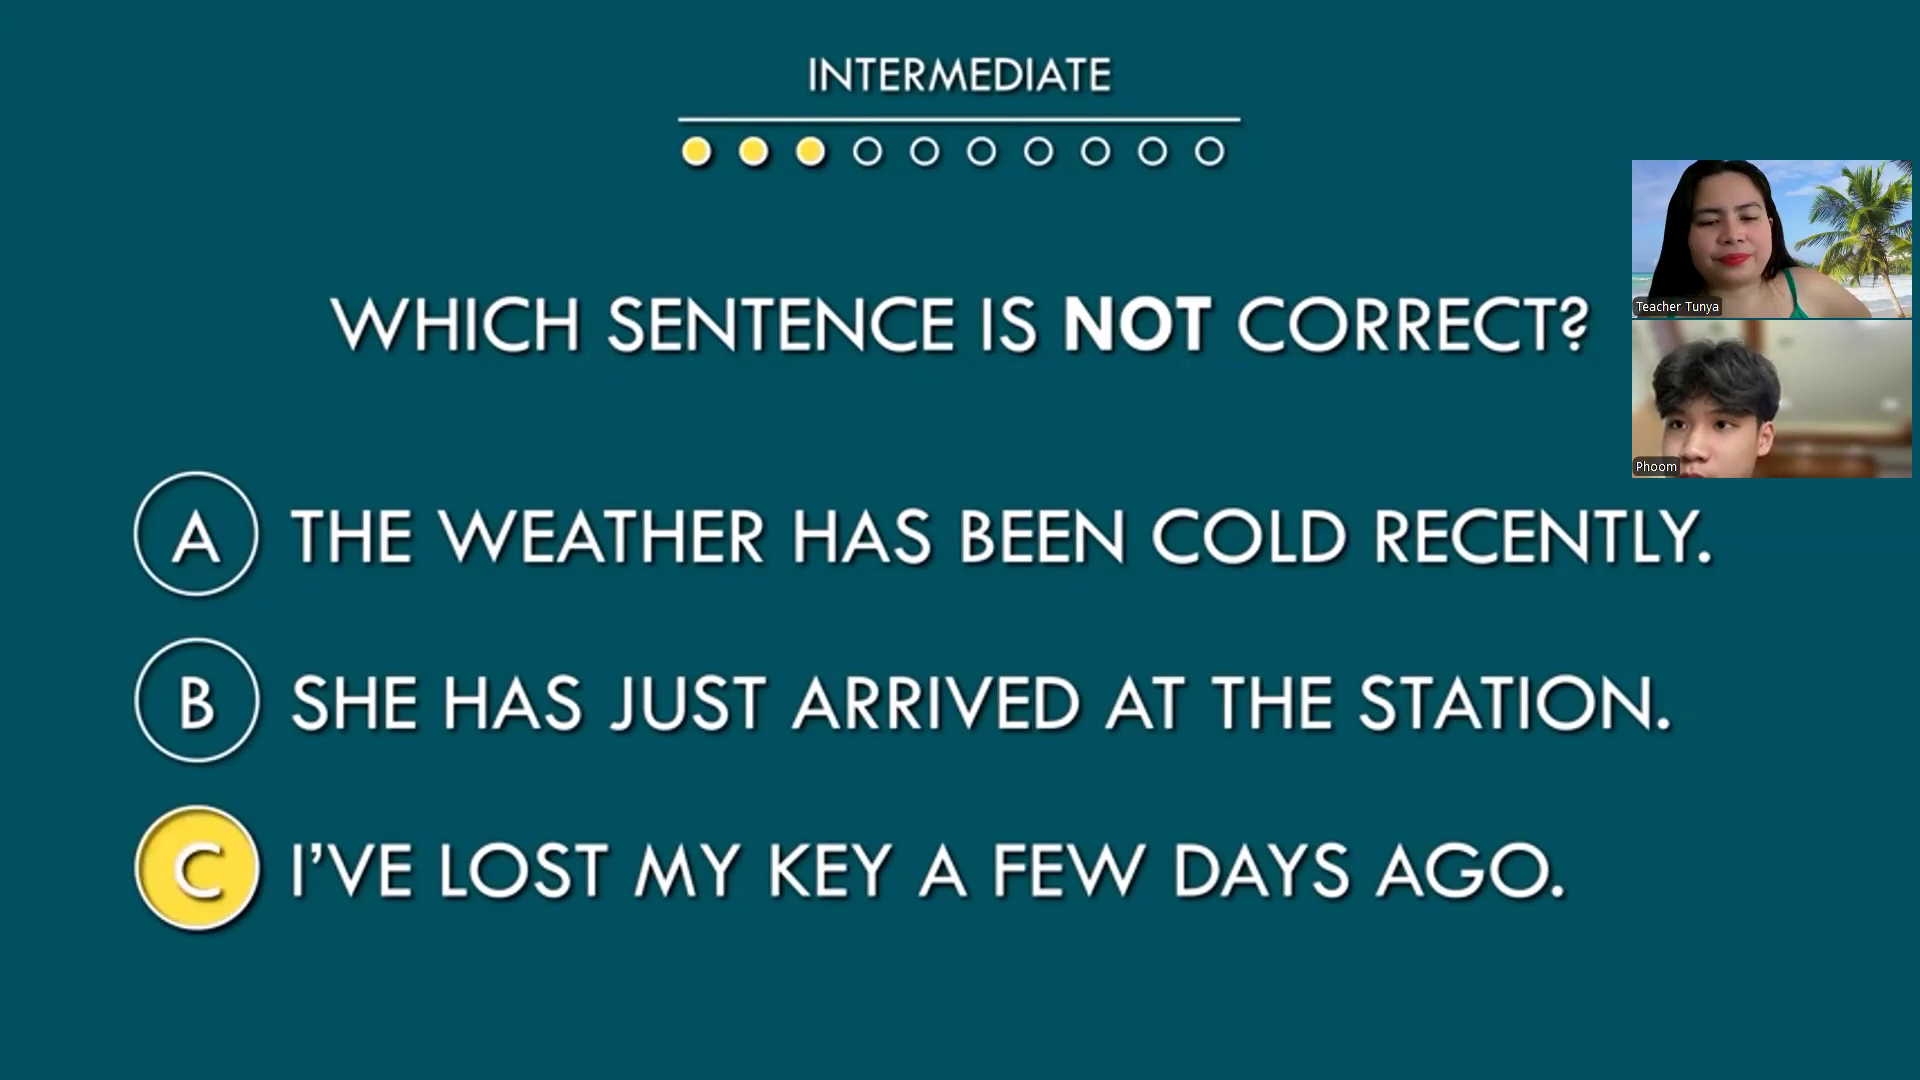 INTERMEDIATE
WHICH SENTENCE IS NOT CORRECT?
A THE WEATHER HAS BEEN COLD RECENTLY.
B SHE HAS JUST ARRIVED AT THE STATION.
C I’VE LOST MY KEY A FEW DAYS AGO.
Teacher Tunya
Phoom